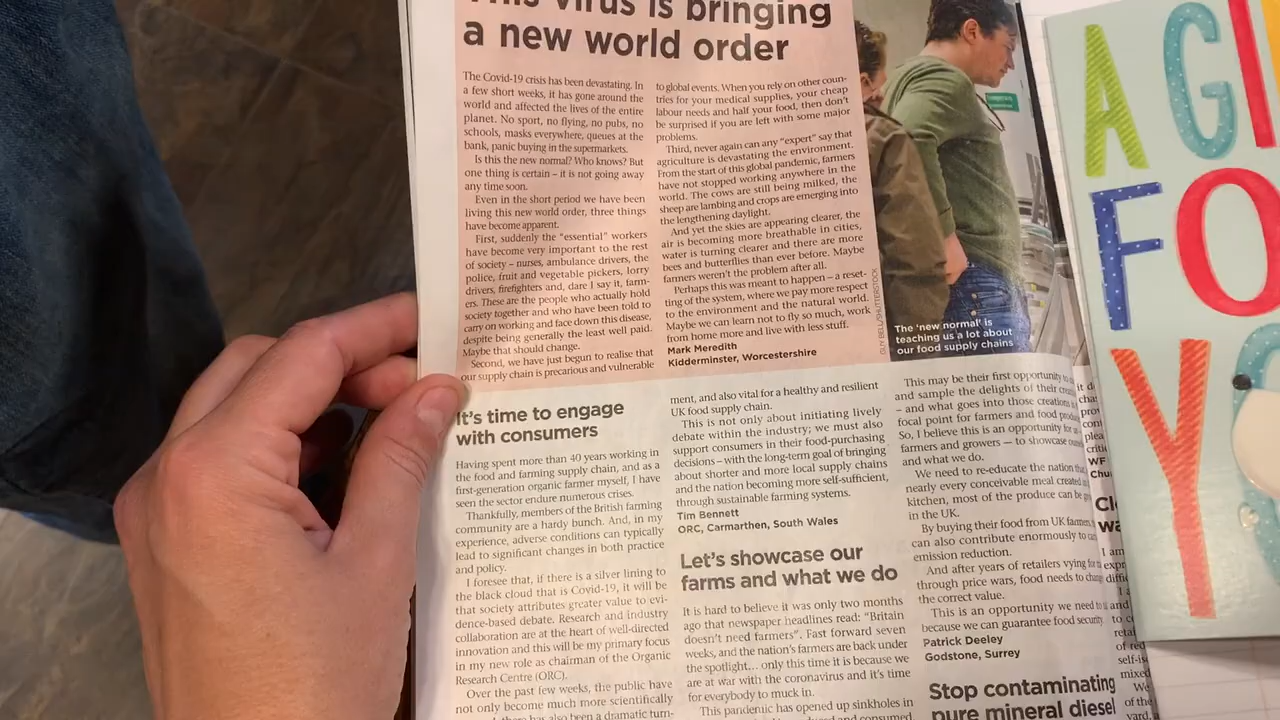 This virus is bringing
a new world order
The Covid-19 crisis has been devastating. In
a few short weeks, it has gone around the
world and affected the lives of the entire
planet. No sport, no flying, no pubs, no
schools, masks everywhere, queues at the
bank, panic buying in the supermarkets.
Is this the new normal? Who knows? But
one thing is certain – it is not going away
any time soon.
Even in the short period we have been
living this new world order, three things
have become apparent.
First, suddenly the “essential” workers
have become very important to the rest
of society – nurses, ambulance drivers, the
police, fruit and vegetable pickers, lorry
drivers, firefighters and, dare I say it, farm-
ers. These are the people who actually hold
society together and who have been told to
carry on working and face down this disease,
despite being generally the least well paid.
Maybe that should change.
Second, we have just begun to realise that
our supply chain is precarious and vulnerable
to global events. When you rely on other coun-
tries for your medical supplies, your cheap
labour needs and half your food, then don't
be surprised if you are left with some major
problems.
Third, never again can any “expert” say that
agriculture is devastating the environment.
From the start of this global pandemic, farmers
have not stopped working anywhere in the
world. The cows are still being milked, the
sheep are lambing and crops are emerging into
the lengthening daylight.
And yet the skies are appearing clearer, the
air is becoming more breathable in cities,
water is turning clearer and there are more
bees and butterflies than ever before. Maybe
farmers weren't the problem after all.
Perhaps this was meant to happen – a reset-
ting of the system, where we pay more respect
to the environment and the natural world.
Maybe we can learn not to fly so much, work
from home more and live with less stuff.
Mark Meredith
Kidderminster, Worcestershire
GUY BELL/SHUTTERSTOCK
The ‘new normal’ is
teaching us a lot about
our food supply chains
It's time to engage
with consumers
Having spent more than 40 years working in
the food and farming supply chain, and as a
first-generation organic farmer myself, I have
seen the sector endure numerous crises.
Thankfully, members of the British farming
community are a hardy bunch. And, in my
experience, adverse conditions can typically
lead to significant changes in both practice
and policy.
I foresee that, if there is a silver lining to
the black cloud that is Covid-19, it will be
that society attributes greater value to evi-
dence-based debate. Research and industry
collaboration are at the heart of well-directed
innovation and this will be my primary focus
in my new role as chairman of the Organic
Research Centre (ORC).
Over the past few weeks, the public have
not only become much more scientifically
there has also been a dramatic turn-
ment, and also vital for a healthy and resilient
UK food supply chain.
This is not only about initiating lively
debate within the industry; we must also
support consumers in their food-purchasing
decisions – with the long-term goal of bringing
about shorter and more local supply chains
and the nation becoming more self-sufficient,
through sustainable farming systems.
Tim Bennett
ORC, Carmarthen, South Wales
Let's showcase our
farms and what we do
It is hard to believe it was only two months
ago that newspaper headlines read: “Britain
doesn't need farmers”. Fast forward seven
weeks, and the nation's farmers are back under
the spotlight… only this time it is because we
are at war with the coronavirus and it's time
for everybody to muck in.
This pandemic has opened up sinkholes in
and consumed
This may be their first opportunity to
and sample the delights of their
– and what goes into those creations
focal point for farmers and food
So, I believe this is an opportunity for
farmers and growers — to showcase
and what we do.
We need to re-educate the nation
nearly every conceivable meal created
kitchen, most of the produce can be
in the UK.
By buying their food from UK farmers,
can also contribute enormously to
emission reduction.
And after years of retailers vying for
through price wars, food needs to
the correct value.
This is an opportunity we need to
because we can guarantee food security.
Patrick Deeley
Godstone, Surrey
Stop contaminating
pure mineral diesel
it
WF
I am
and
of the
A GI
FO
Y